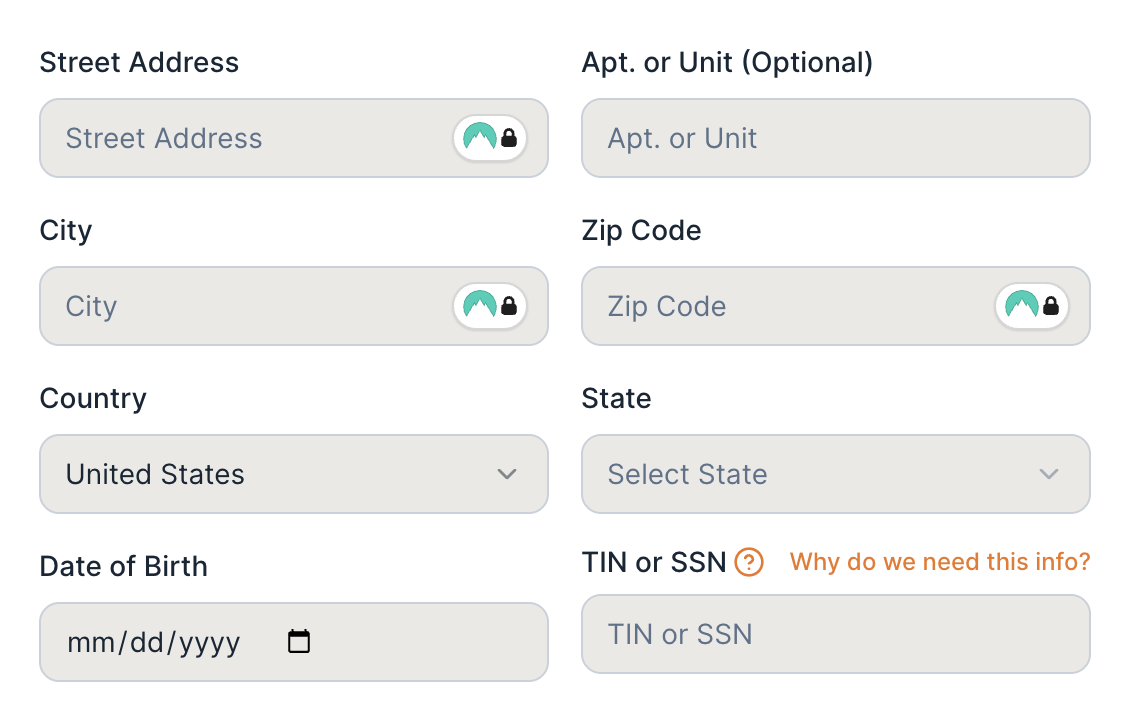 Street Address
Apt. or Unit (Optional)
Street Address
Apt. or Unit
City
Zip Code
City
Zip Code
Country
State
United States
Select State
Date of Birth
TIN or SSN ? Why do we need this info?
mm/dd/yyyy
TIN or SSN